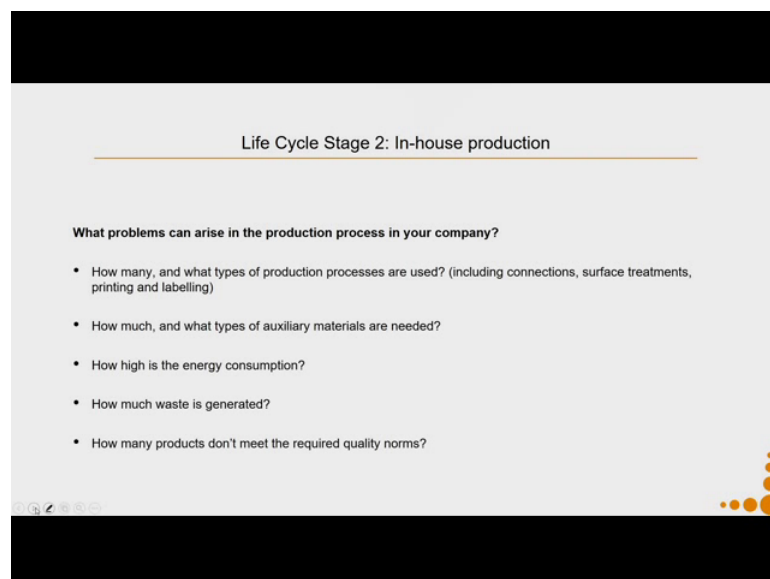 Life Cycle Stage 2: In-house production
What problems can arise in the production process in your company?
• How many, and what types of production processes are used? (including connections, surface treatments,
printing and labelling)
• How much, and what types of auxiliary materials are needed?
• How high is the energy consumption?
• How much waste is generated?
• How many products don't meet the required quality norms?